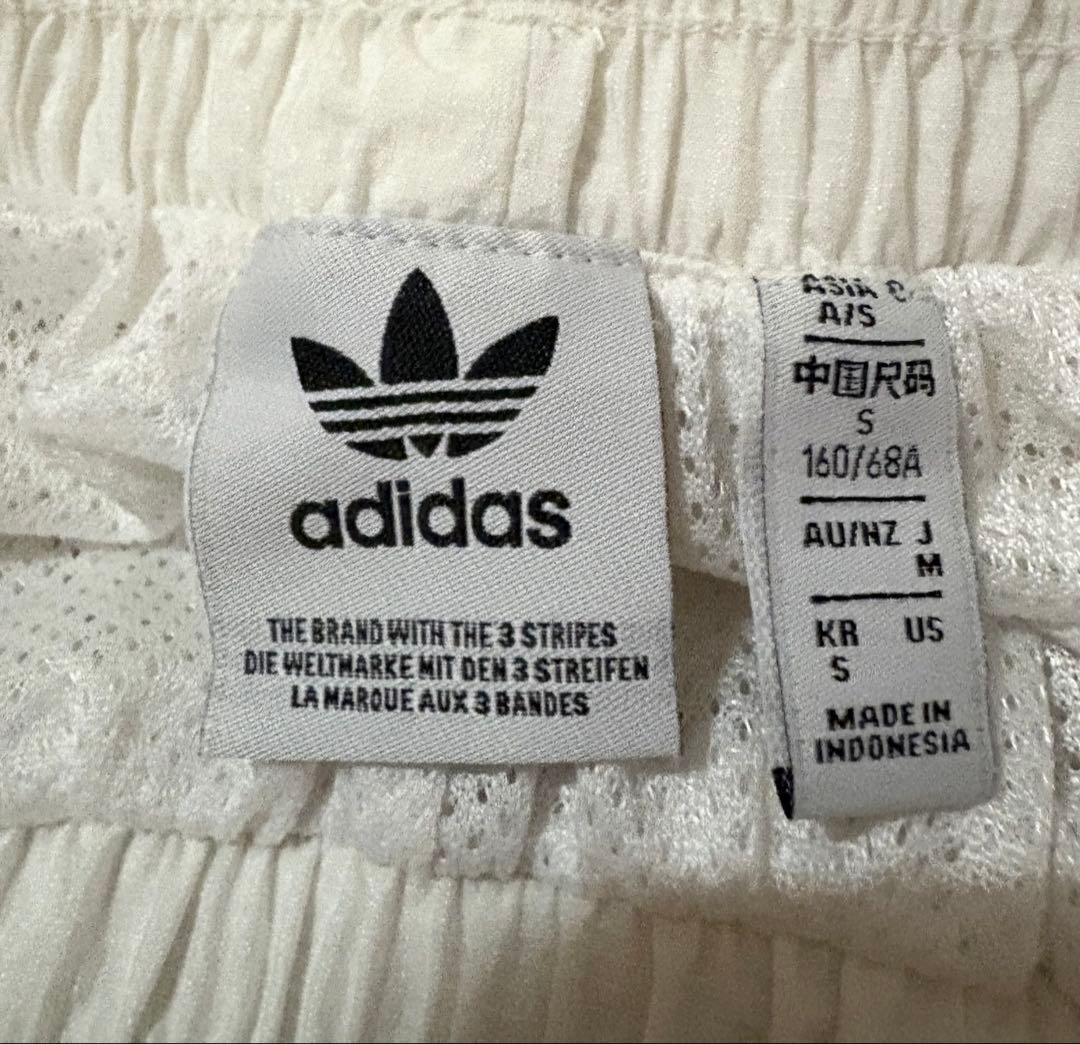 adidas
THE BRAND WITH THE 3 STRIPES
DIE WELTMARKE MIT DEN 3 STREIFEN
LA MARQUE AUX 3 BANDES
ASIA
A/S
中国尺码
S
160/68A
AU/NZ J
M
KR US
S
MADE IN
INDONESIA